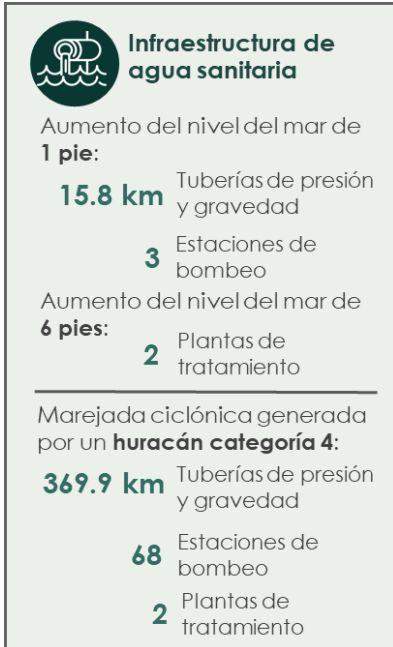 Infraestructura de
agua sanitaria
Aumento del nivel del mar de
1 pie:
15.8 km Tuberías de presión
y gravedad
3 Estaciones de
bombeo
Aumento del nivel del mar de
6 pies:
2 Plantas de
tratamiento
Marejada ciclónica generada
por un huracán categoría 4:
369.9 km Tuberías de presión
y gravedad
68 Estaciones de
bombeo
2 Plantas de
tratamiento